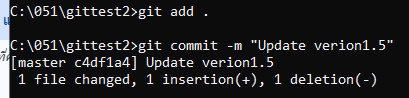 C:\051\gittest2>git add .
C:\051\gittest2>git commit -m "Update verion1.5"
[master c4df1a4] Update verion1.5
1 file changed, 1 insertion(+), 1 deletion(-)